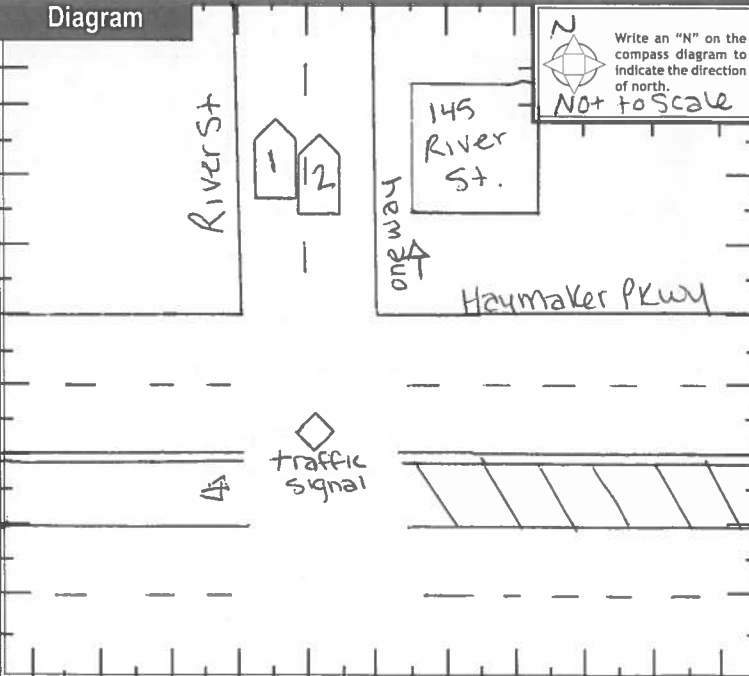 Diagram
N
Write an "N" on the
compass diagram to
indicate the direction
of north.
Not to Scale
River St
1
2
145
River
St.
one way
Haymaker PKWY
traffic
signal